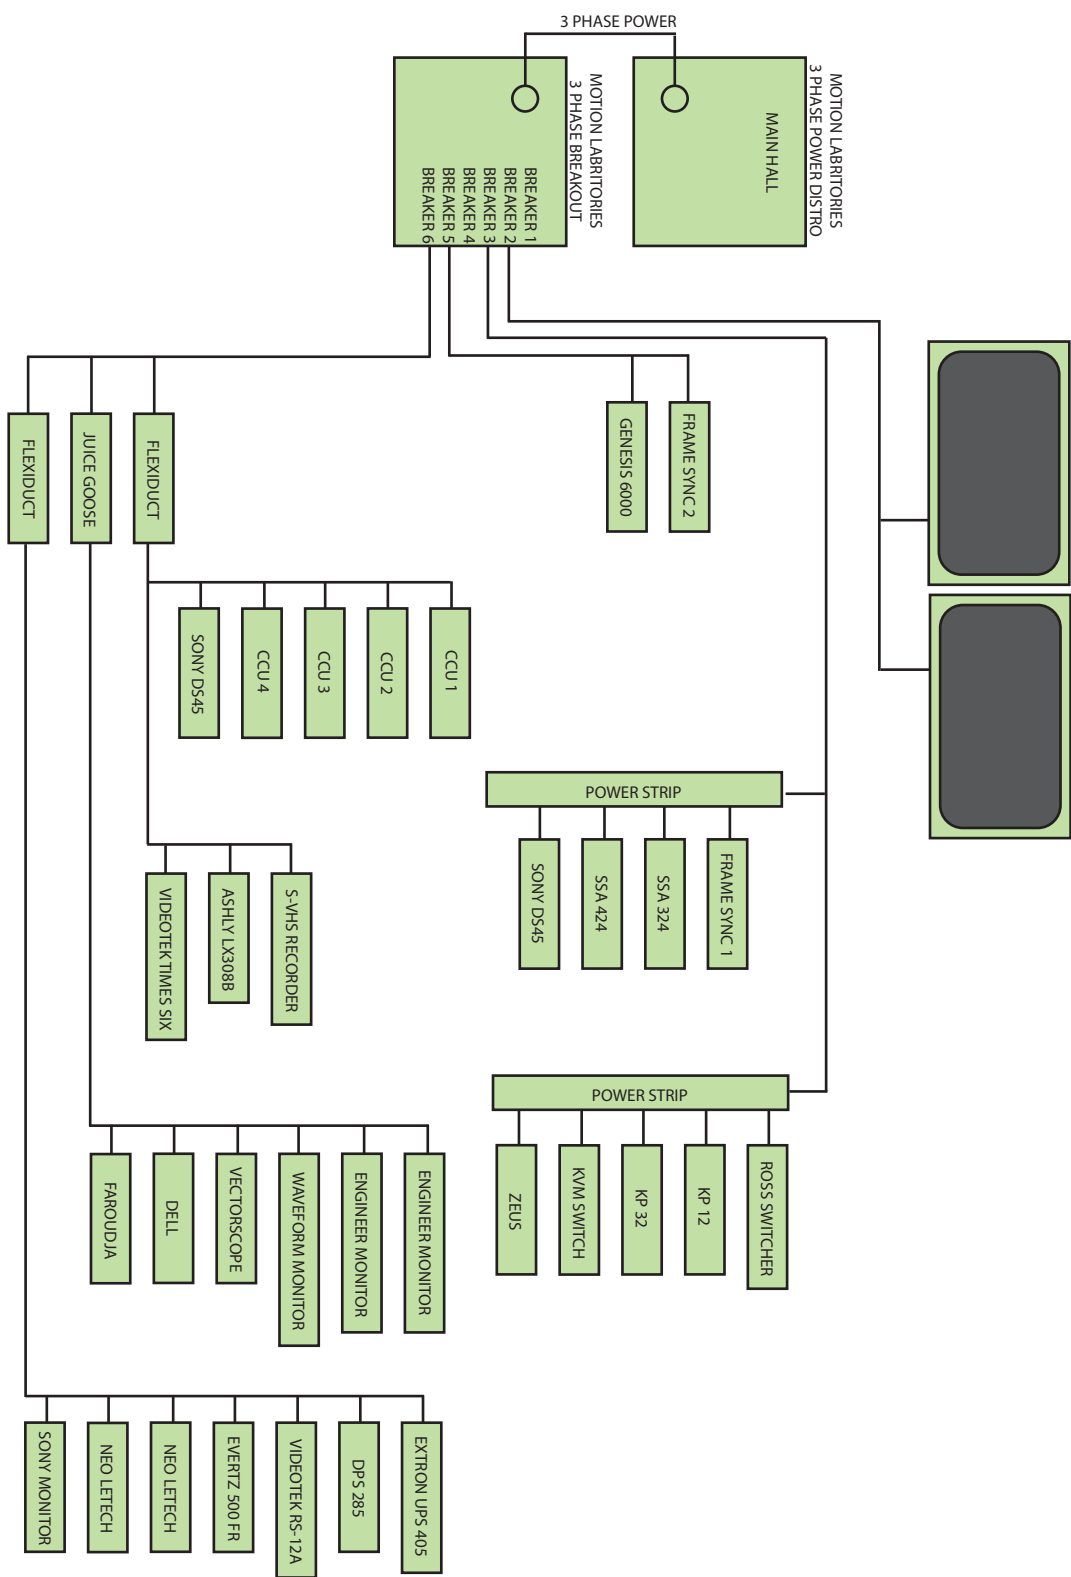 3 PHASE POWER
MOTION LABRITORIES
3 PHASE POWER DISTRO
MAIN HALL
MOTION LABRITORIES
3 PHASE BREAKOUT
BREAKER 1
BREAKER 2
BREAKER 3
BREAKER 4
BREAKER 5
BREAKER 6
FRAME SYNC 2
GENESIS 6000
FLEXIDUCT
JUICE GOOSE
FLEXIDUCT
CCU 1
CCU 2
CCU 3
CCU 4
SONY DS45
POWER STRIP
FRAME SYNC 1
SSA 324
SSA 424
SONY DS45
S-VHS RECORDER
ASHLY LX308B
VIDEOTEK TIMES SIX
POWER STRIP
ROSS SWITCHER
KP 12
KP 32
KVM SWITCH
ZEUS
ENGINEER MONITOR
ENGINEER MONITOR
WAVEFORM MONITOR
VECTORSCOPE
DELL
FAROUDJA
EXTRON UPS 405
DPS 285
VIDEOTEK RS-12A
EVERTZ 500 FR
NEO LETECH
NEO LETECH
SONY MONITOR